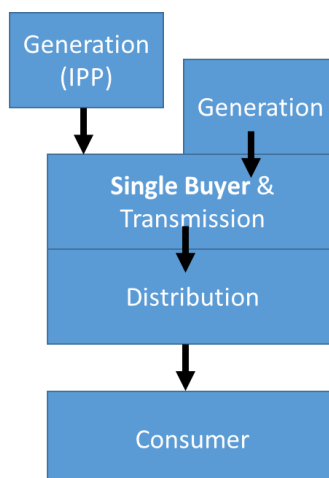 Generation
(IPP)
Generation
Single Buyer &
Transmission
Distribution
Consumer